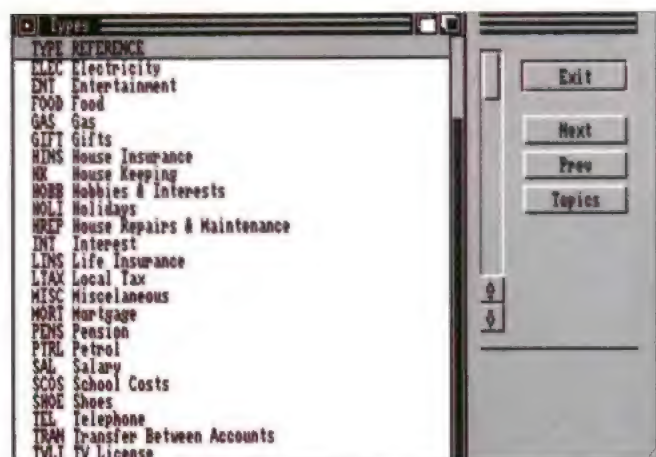 Types
TYPE REFERENCE
ELEC Electricity
ENT Entertainment
FOOD Food
GAS Gas
GIFT Gifts
HINS House Insurance
HK House Keeping
HOBB Hobbies & Interests
HOLI Holidays
HREP House Repairs & Maintenance
INT Interest
LINS Life Insurance
LTAX Local Tax
MISC Miscelaneous
MORT Mortgage
PENS Pension
PTRL Petrol
SAL Salary
SCOS School Costs
SHOE Shoes
TEL Telephone
TRAN Transfer Between Accounts
TVLI TV License
Exit
Next
Prev
Topics